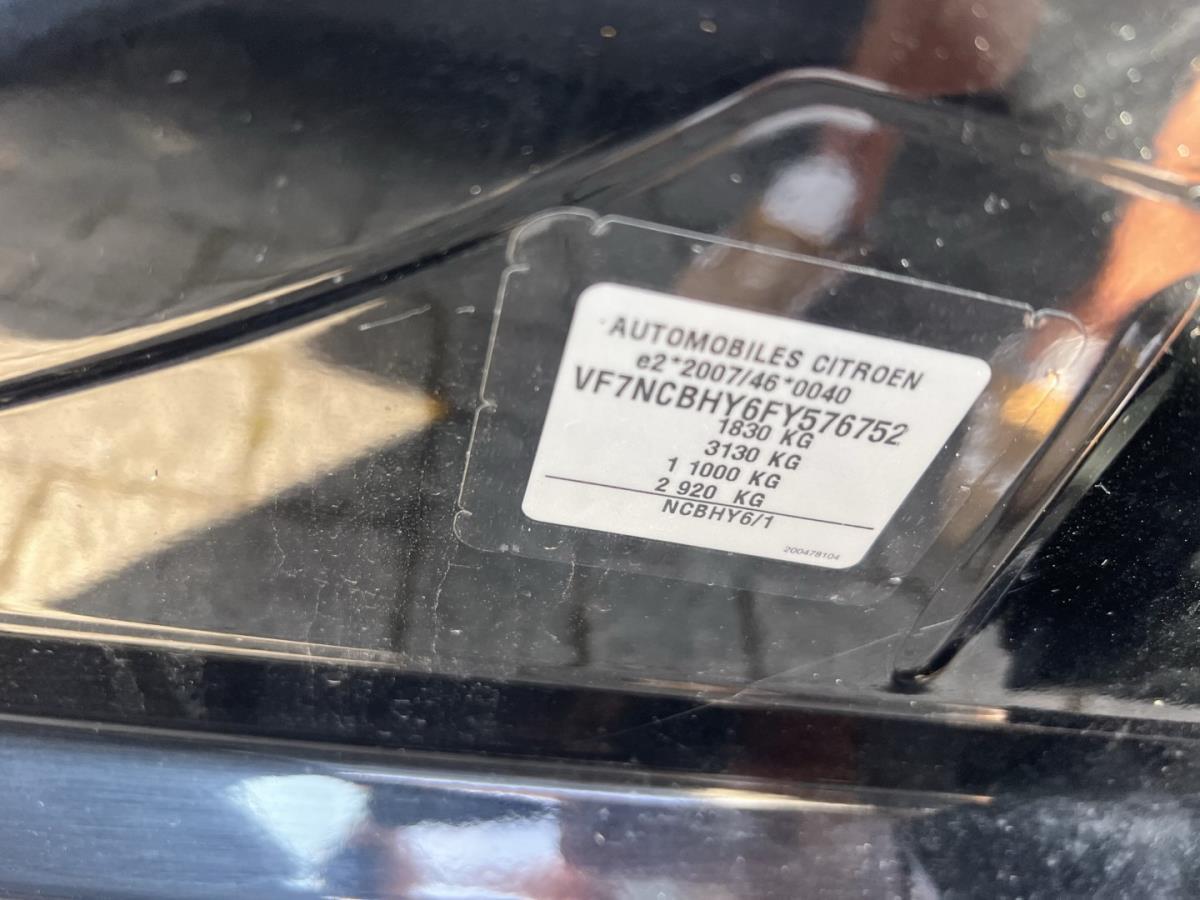 AUTOMOBILES CITROEN
e2*2007/46*0040
VF7NCBHY6FY576752
1830 KG
3130 KG
1 1000 KG
2 920 KG
NCBHY6/1
200478104